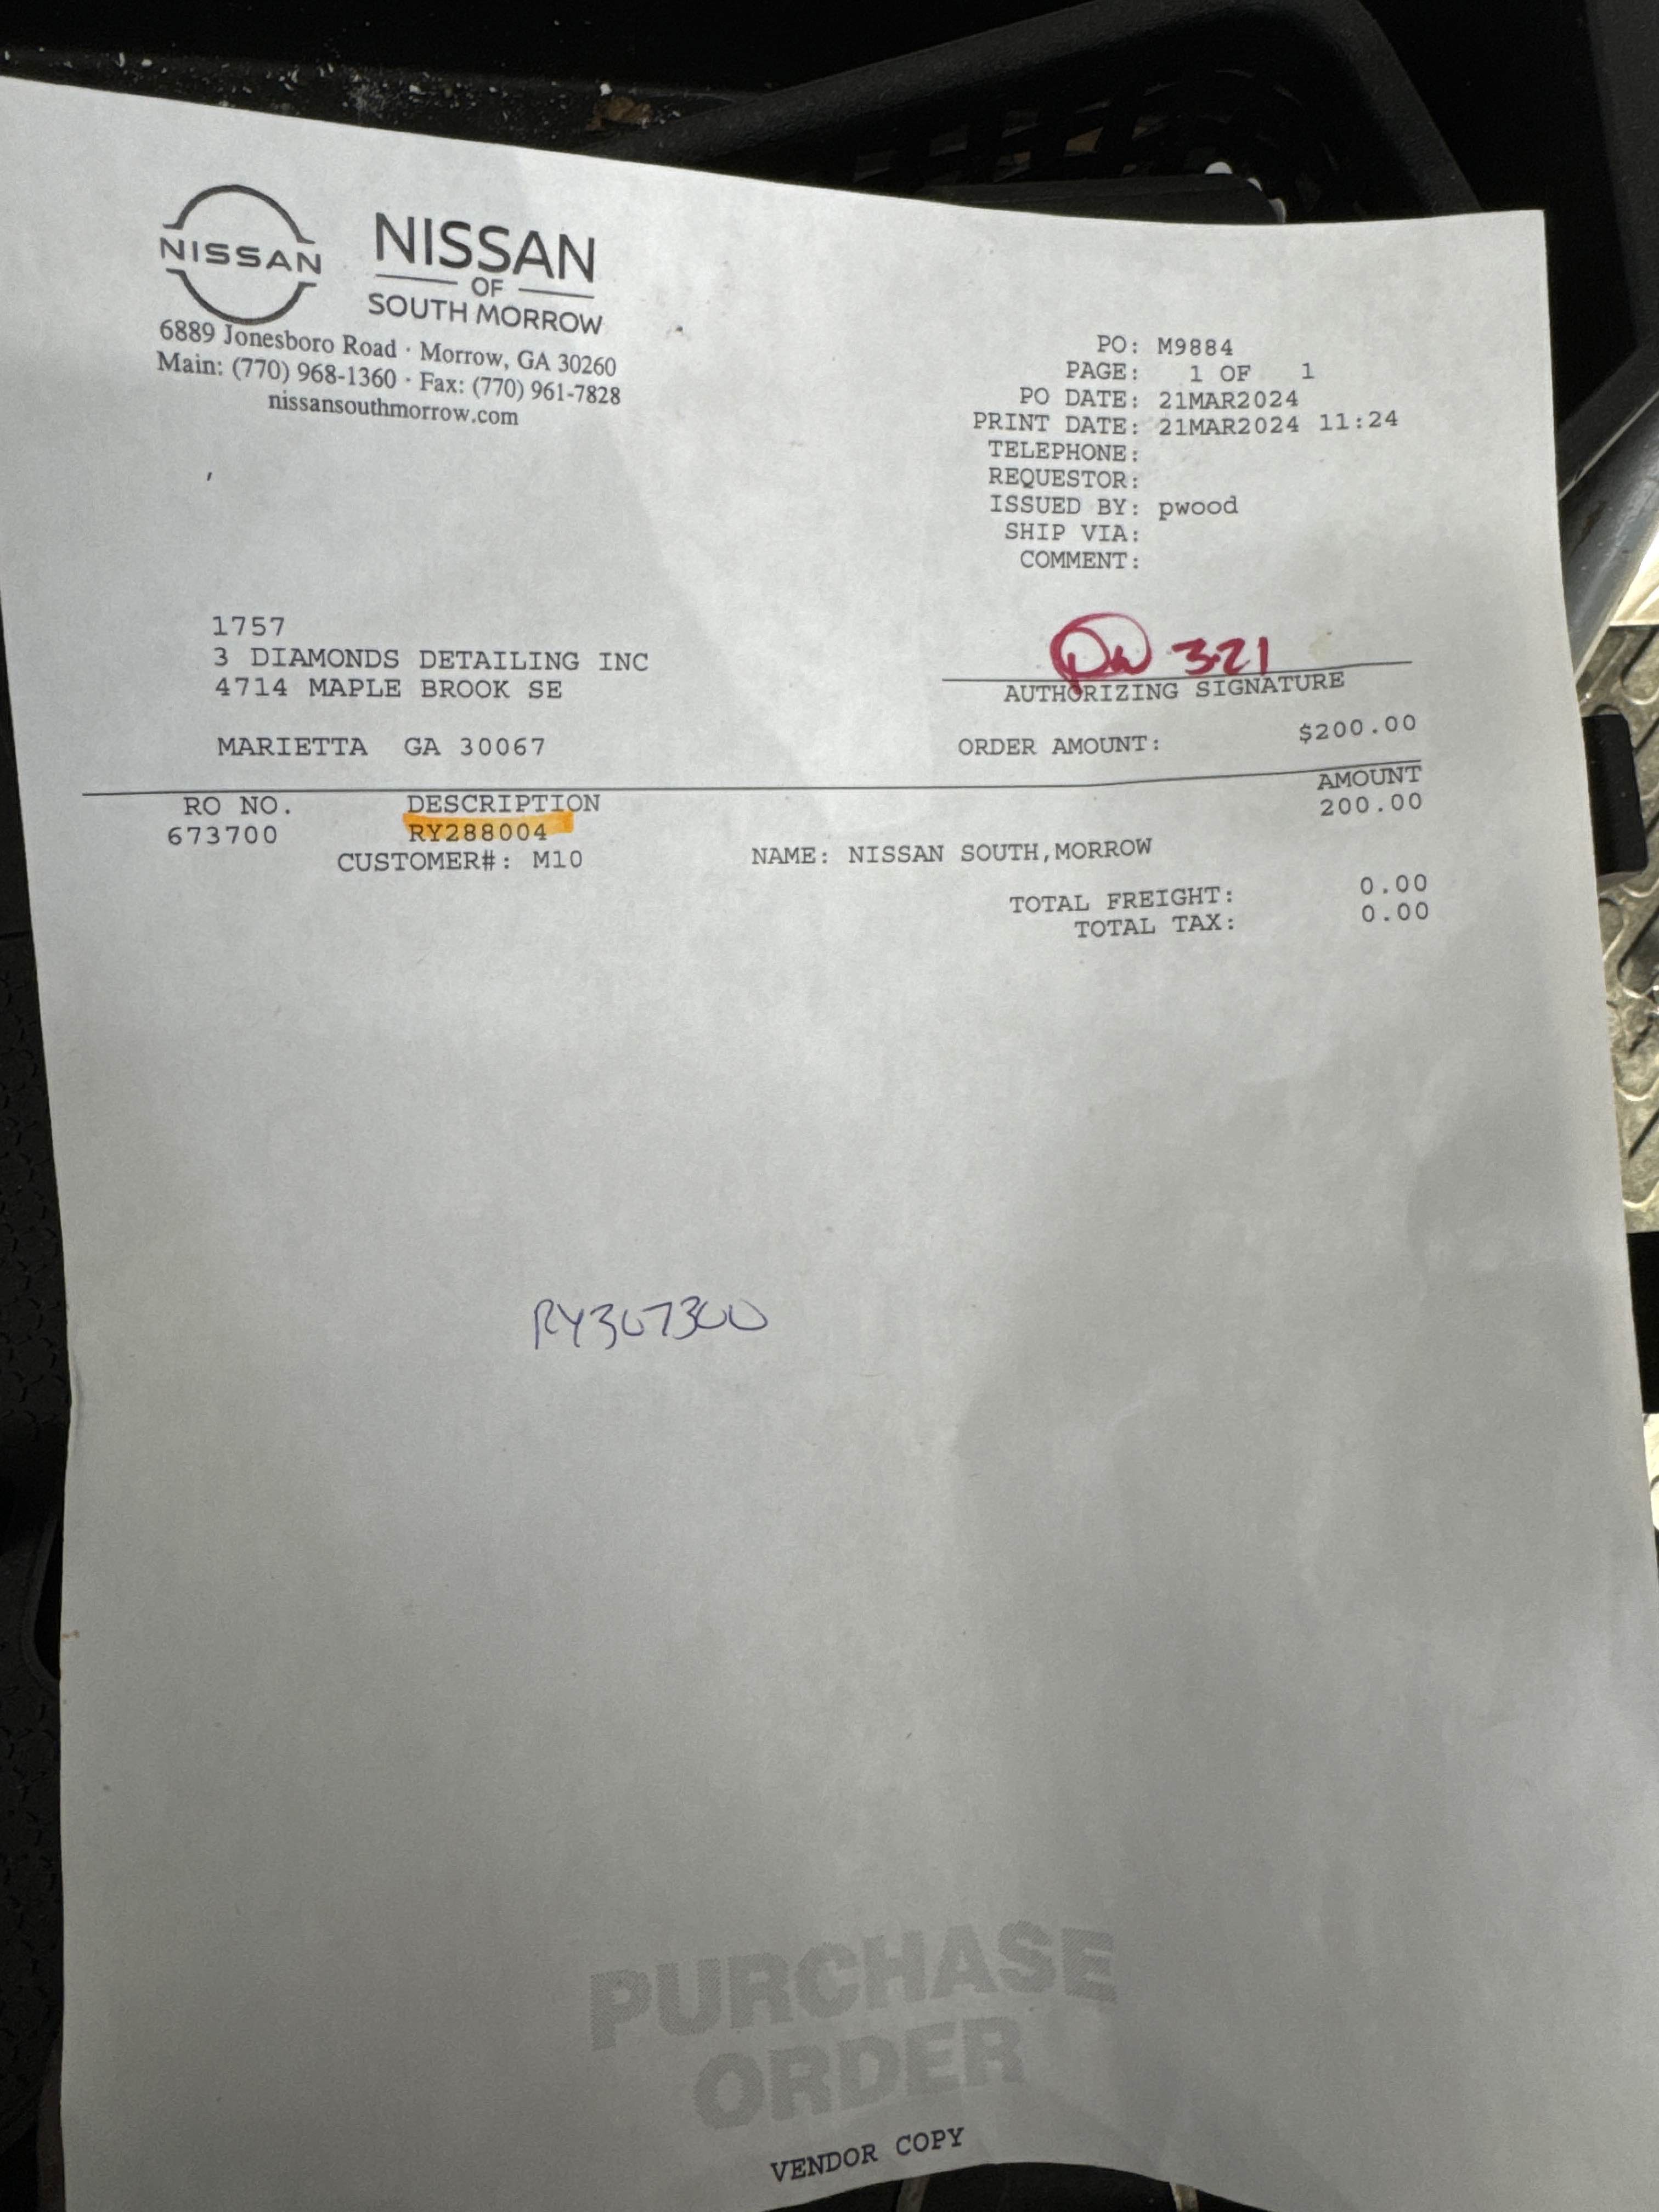 NISSAN
NISSAN
OF
SOUTH MORROW
6889 Jonesboro Road · Morrow, GA 30260
Main: (770) 968-1360 · Fax: (770) 961-7828
nissansouthmorrow.com
PO: M9884
PAGE: 1 OF 1
PO DATE: 21MAR2024
PRINT DATE: 21MAR2024 11:24
TELEPHONE:
REQUESTOR:
ISSUED BY: pwood
SHIP VIA:
COMMENT:
1757
3 DIAMONDS DETAILING INC
4714 MAPLE BROOK SE
MARIETTA GA 30067
PW 321
AUTHORIZING SIGNATURE
ORDER AMOUNT: $200.00
RO NO. DESCRIPTION AMOUNT
673700 RY288004 200.00
CUSTOMER#: M10 NAME: NISSAN SOUTH,MORROW
TOTAL FREIGHT: 0.00
TOTAL TAX: 0.00
RY307300
PURCHASE
ORDER
VENDOR COPY